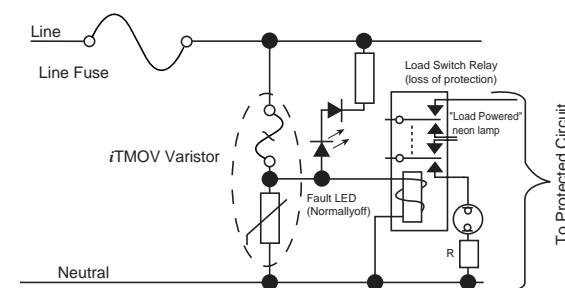 Line
Line Fuse
Load Switch Relay
(loss of protection)
"Load Powered"
neon lamp
iTMOV Varistor
Fault LED
(Normallyoff)
R
Neutral
To Protected Circuit